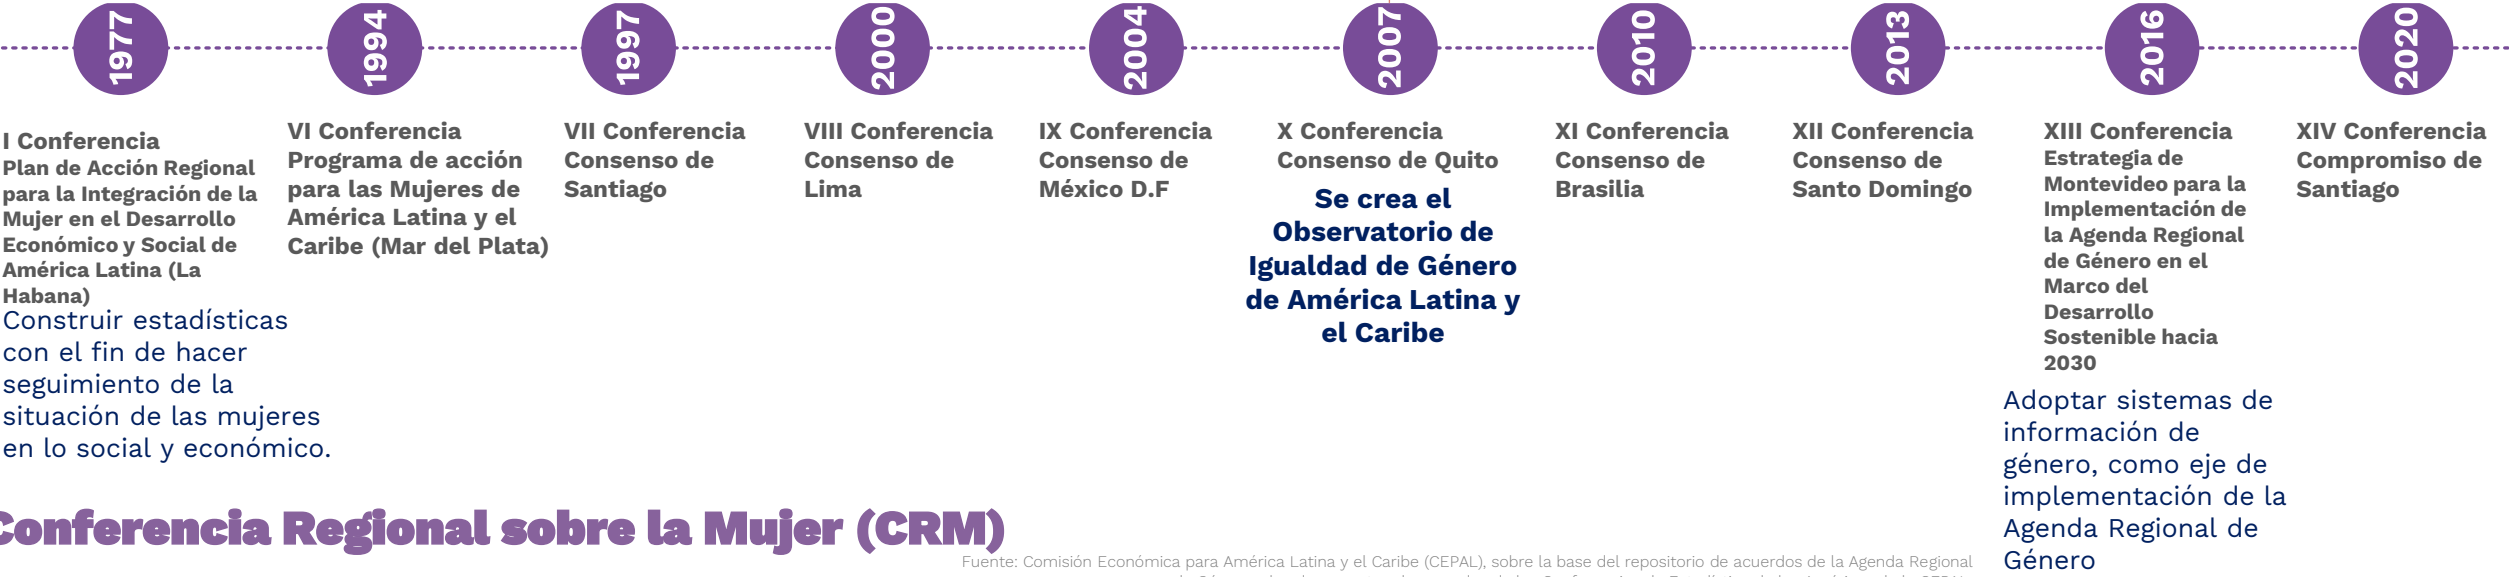 1977
1994
1997
2000
2004
2007
2010
2013
2016
2020
I Conferencia
Plan de Acción Regional
para la Integración de la
Mujer en el Desarrollo
Económico y Social de
América Latina (La
Habana)
Construir estadísticas
con el fin de hacer
seguimiento de la
situación de las mujeres
en lo social y económico.
VI Conferencia
Programa de acción
para las Mujeres de
América Latina y el
Caribe (Mar del Plata)
VII Conferencia
Consenso de
Santiago
VIII Conferencia
Consenso de
Lima
IX Conferencia
Consenso de
México D.F
X Conferencia
Consenso de Quito
Se crea el
Observatorio de
Igualdad de Género
de América Latina y
el Caribe
XI Conferencia
Consenso de
Brasilia
XII Conferencia
Consenso de
Santo Domingo
XIII Conferencia
Estrategia de
Montevideo para la
Implementación de
la Agenda Regional
de Género en el
Marco del
Desarrollo
Sostenible hacia
2030
Adoptar sistemas de
información de
género, como eje de
implementación de la
Agenda Regional de
Género
XIV Conferencia
Compromiso de
Santiago
Conferencia Regional sobre la Mujer (CRM)
Fuente: Comisión Económica para América Latina y el Caribe (CEPAL), sobre la base del repositorio de acuerdos de la Agenda Regional